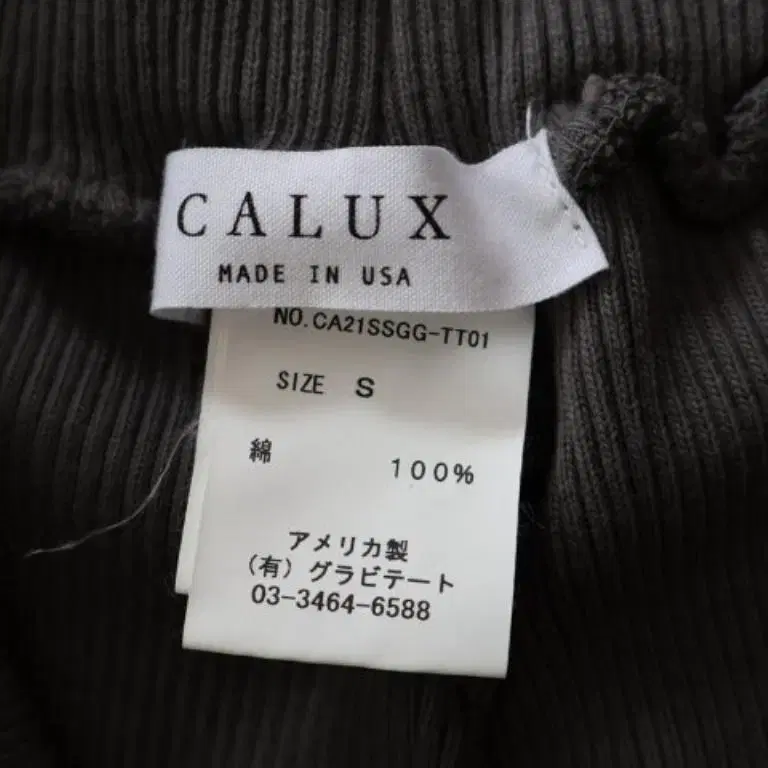 CALUX
MADE IN USA
NO.CA21SSGG-TT01
SIZE S
綿 100%
アメリカ製
(有)グラビテート
03-3464-6588